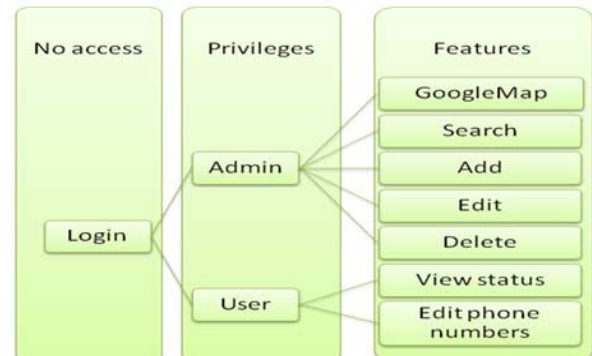 No access
Privileges
Features
GoogleMap
Search
Admin
Add
Edit
Login
Delete
View status
User
Edit phone
numbers